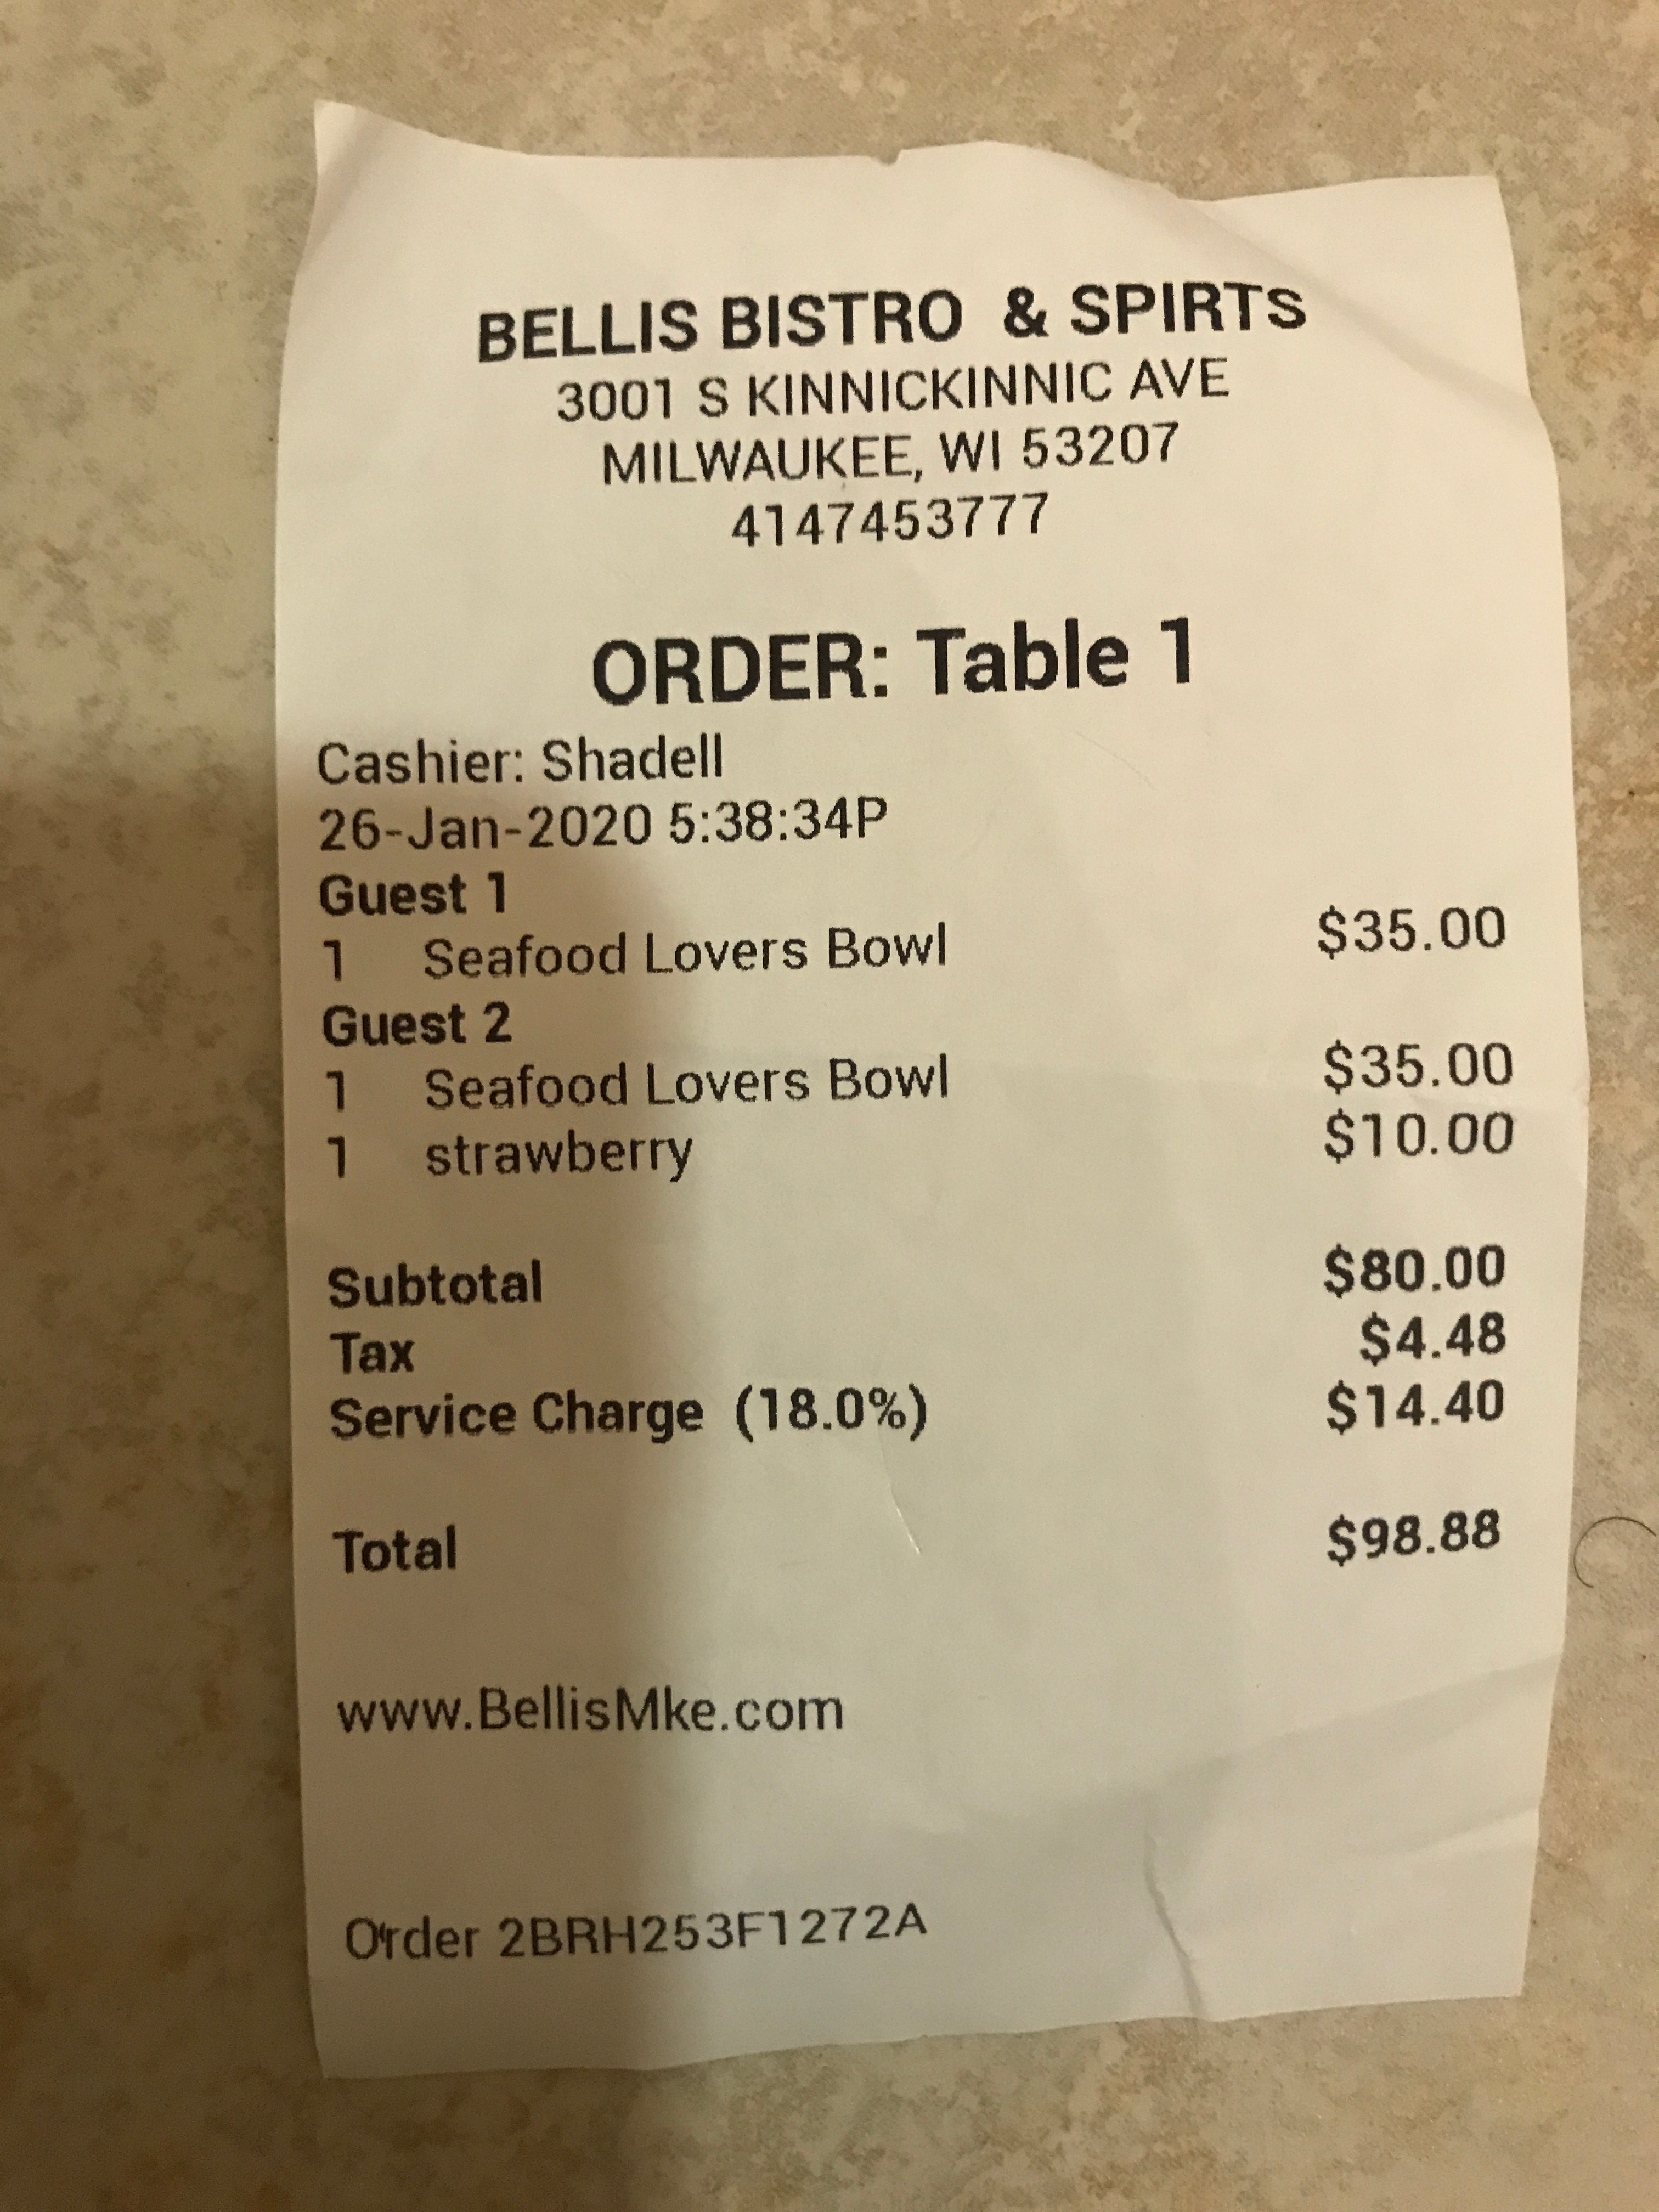 BELLIS BISTRO & SPIRTS
3001 S KINNICKINNIC AVE
MILWAUKEE, WI 53207
4147453777
ORDER: Table 1
Cashier: Shadell
26-Jan-2020 5:38:34P
Guest 1
1 Seafood Lovers Bowl $35.00
Guest 2
1 Seafood Lovers Bowl $35.00
1 strawberry $10.00
Subtotal $80.00
Tax $4.48
Service Charge (18.0%) $14.40
Total $98.88
www.BellisMke.com
Order 2BRH253F1272A